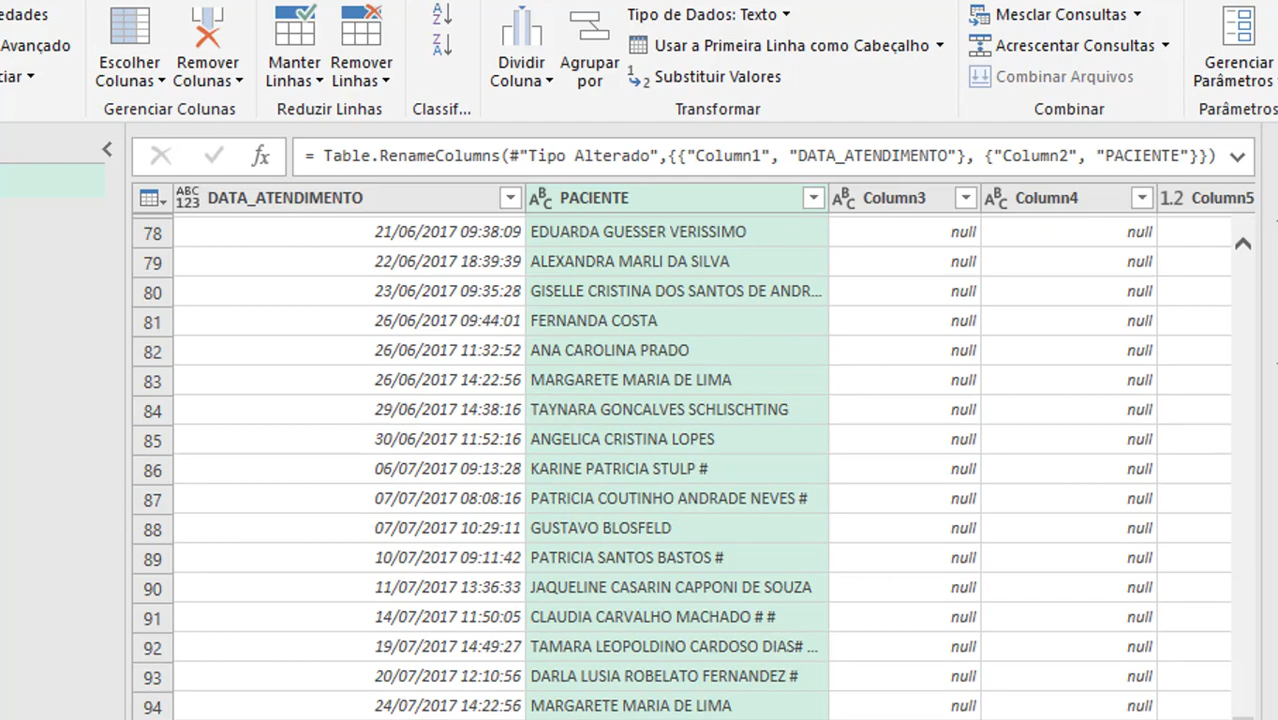 edades
Avançado
ciar
Escolher Colunas
Remover Colunas
Gerenciar Colunas
Manter Linhas
Remover Linhas
Reduzir Linhas
A Z
Z A
Classif...
Dividir Coluna
Agrupar por
Tipo de Dados: Texto
Usar a Primeira Linha como Cabeçalho
1 2 Substituir Valores
Transformar
Mesclar Consultas
Acrescentar Consultas
Combinar Arquivos
Combinar
Gerenciar Parâmetros
Parâmetros
fx = Table.RenameColumns(#"Tipo Alterado",{{"Column1", "DATA_ATENDIMENTO"}, {"Column2", "PACIENTE"}})
ABC 123 DATA_ATENDIMENTO ABC PACIENTE ABC Column3 ABC Column4 1.2 Column5
78 21/06/2017 09:38:09 EDUARDA GUESSER VERISSIMO null null
79 22/06/2017 18:39:39 ALEXANDRA MARLI DA SILVA null null
80 23/06/2017 09:35:28 GISELLE CRISTINA DOS SANTOS DE ANDR... null null
81 26/06/2017 09:44:01 FERNANDA COSTA null null
82 26/06/2017 11:32:52 ANA CAROLINA PRADO null null
83 26/06/2017 14:22:56 MARGARETE MARIA DE LIMA null null
84 29/06/2017 14:38:16 TAYNARA GONCALVES SCHLISCHTING null null
85 30/06/2017 11:52:16 ANGELICA CRISTINA LOPES null null
86 06/07/2017 09:13:28 KARINE PATRICIA STULP # null null
87 07/07/2017 08:08:16 PATRICIA COUTINHO ANDRADE NEVES # null null
88 07/07/2017 10:29:11 GUSTAVO BLOSFELD null null
89 10/07/2017 09:11:42 PATRICIA SANTOS BASTOS # null null
90 11/07/2017 13:36:33 JAQUELINE CASARIN CAPPONI DE SOUZA null null
91 14/07/2017 11:50:05 CLAUDIA CARVALHO MACHADO # # null null
92 19/07/2017 14:49:27 TAMARA LEOPOLDINO CARDOSO DIAS# ... null null
93 20/07/2017 12:10:56 DARLA LUSIA ROBELATO FERNANDEZ # null null
94 24/07/2017 14:22:56 MARGARETE MARIA DE LIMA null null